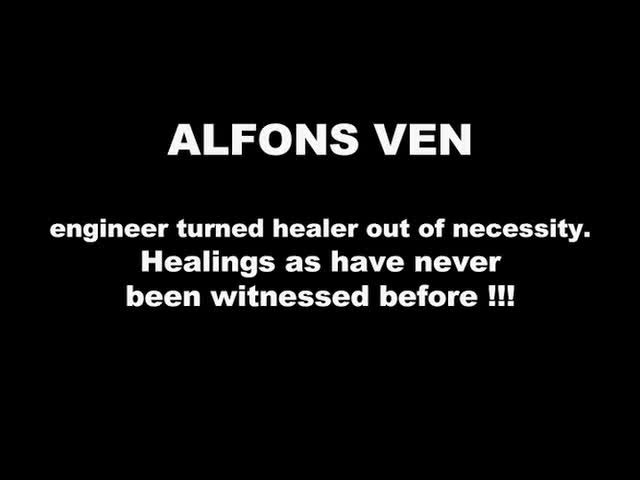 ALFONS VEN
engineer turned healer out of necessity.
Healings as have never
been witnessed before !!!